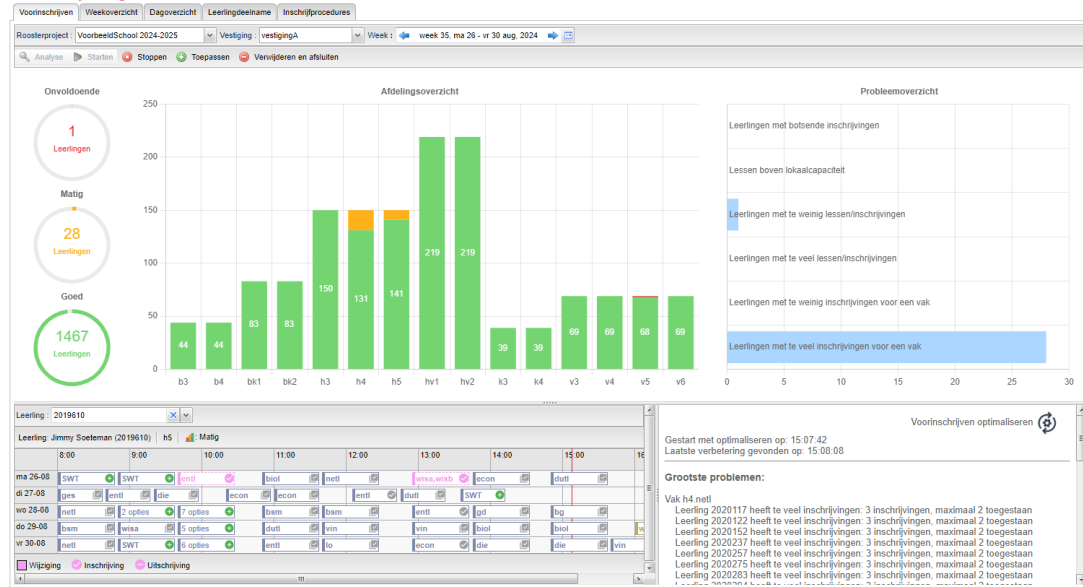 Voorinschrijven Weekoverzicht Dagoverzicht Leerlingdeelname Inschrijfprocedures
Roosterproject : VoorbeeldSchool 2024-2025 Vestiging : vestigingA Week : week 35, ma 26 - vr 30 aug, 2024
Analyse Starten Stoppen Toepassen Verwijderen en afsluiten
Onvoldoende
1
Leerlingen
Matig
28
Leerlingen
Goed
1467
Leerlingen
Afdelingsoverzicht
250
200
150
100
50
0
44 44 83 83 150 131 141 219 219 39 39 69 69 68 69
b3 b4 bk1 bk2 h3 h4 h5 hv1 hv2 k3 k4 v3 v4 v5 v6
Probleemoverzicht
Leerlingen met botsende inschrijvingen
Lessen boven lokaalcapaciteit
Leerlingen met te weinig lessen/inschrijvingen
Leerlingen met te veel lessen/inschrijvingen
Leerlingen met te weinig inschrijvingen voor een vak
Leerlingen met te veel inschrijvingen voor een vak
0 5 10 15 20 25 30
Leerling : 2019610
Leerling: Jimmy Soeteman (2019610) h5 : Matig
8:00 9:00 10:00 11:00 12:00 13:00 14:00 15:00 16
ma 26-08 SWT SWT entl biol netl wisa,wiab econ dutl
di 27-08 ges entl die econ econ entl dutl SWT
wo 28-08 netl 2 opties 7 opties bsm bsm entl gd bg
do 29-08 bsm wisa 5 opties dutl vin vin biol biol w
vr 30-08 netl SWT 6 opties entl lo econ die die vin
Wijziging Inschrijving Uitschrijving
Voorinschrijven optimaliseren
Gestart met optimaliseren op: 15:07:42
Laatste verbetering gevonden op: 15:08:08
Grootste problemen:
Vak h4.netl
Leerling 2020117 heeft te veel inschrijvingen: 3 inschrijvingen, maximaal 2 toegestaan
Leerling 2020122 heeft te veel inschrijvingen: 3 inschrijvingen, maximaal 2 toegestaan
Leerling 2020152 heeft te veel inschrijvingen: 3 inschrijvingen, maximaal 2 toegestaan
Leerling 2020237 heeft te veel inschrijvingen: 3 inschrijvingen, maximaal 2 toegestaan
Leerling 2020257 heeft te veel inschrijvingen: 3 inschrijvingen, maximaal 2 toegestaan
Leerling 2020275 heeft te veel inschrijvingen: 3 inschrijvingen, maximaal 2 toegestaan
Leerling 2020283 heeft te veel inschrijvingen: 3 inschrijvingen, maximaal 2 toegestaan